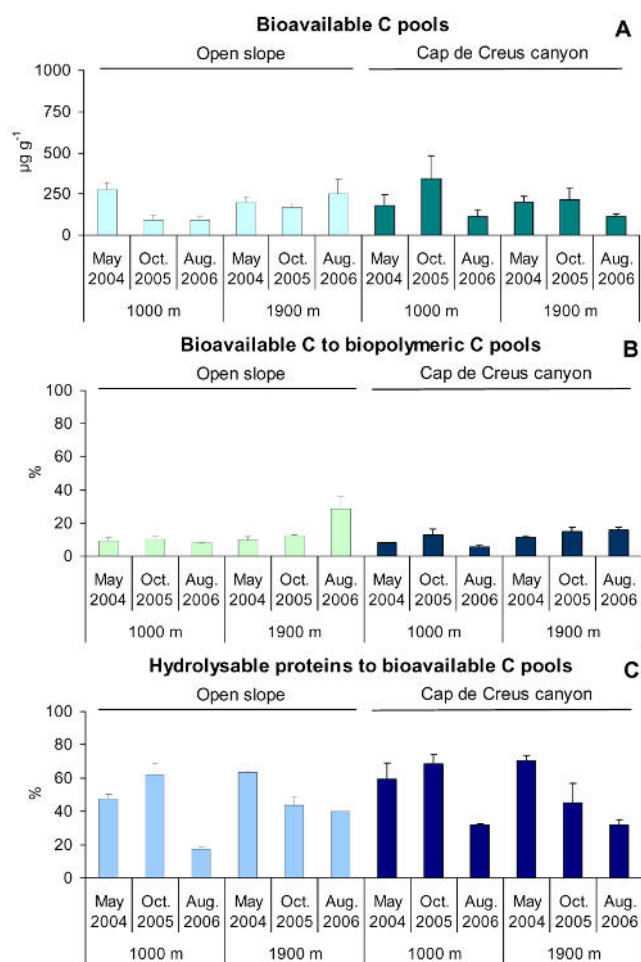 Bioavailable C pools
A
Open slope
Cap de Creus canyon
µg g⁻¹
1000
750
500
250
0
May 2004
Oct. 2005
Aug. 2006
May 2004
Oct. 2005
Aug. 2006
May 2004
Oct. 2005
Aug. 2006
May 2004
Oct. 2005
Aug. 2006
1000 m
1900 m
1000 m
1900 m
Bioavailable C to biopolymeric C pools
B
Open slope
Cap de Creus canyon
%
100
80
60
40
20
0
May 2004
Oct. 2005
Aug. 2006
May 2004
Oct. 2005
Aug. 2006
May 2004
Oct. 2005
Aug. 2006
May 2004
Oct. 2005
Aug. 2006
1000 m
1900 m
1000 m
1900 m
Hydrolysable proteins to bioavailable C pools
C
Open slope
Cap de Creus canyon
%
100
80
60
40
20
0
May 2004
Oct. 2005
Aug. 2006
May 2004
Oct. 2005
Aug. 2006
May 2004
Oct. 2005
Aug. 2006
May 2004
Oct. 2005
Aug. 2006
1000 m
1900 m
1000 m
1900 m